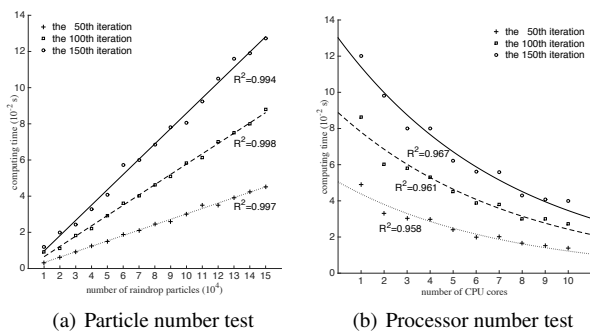 14
12
10
8
6
4
2
0
computing time (10⁻² s)
+ the 50th iteration
the 100th iteration
the 150th iteration
R²=0.994
R²=0.998
R²=0.997
1 2 3 4 5 6 7 8 9 10 11 12 13 14 15
number of raindrop particles (10⁴)
(a) Particle number test
14
12
10
8
6
4
2
0
computing time (10⁻² s)
+ the 50th iteration
the 100th iteration
the 150th iteration
R²=0.967
R²=0.961
R²=0.958
1 2 3 4 5 6 7 8 9 10
number of CPU cores
(b) Processor number test